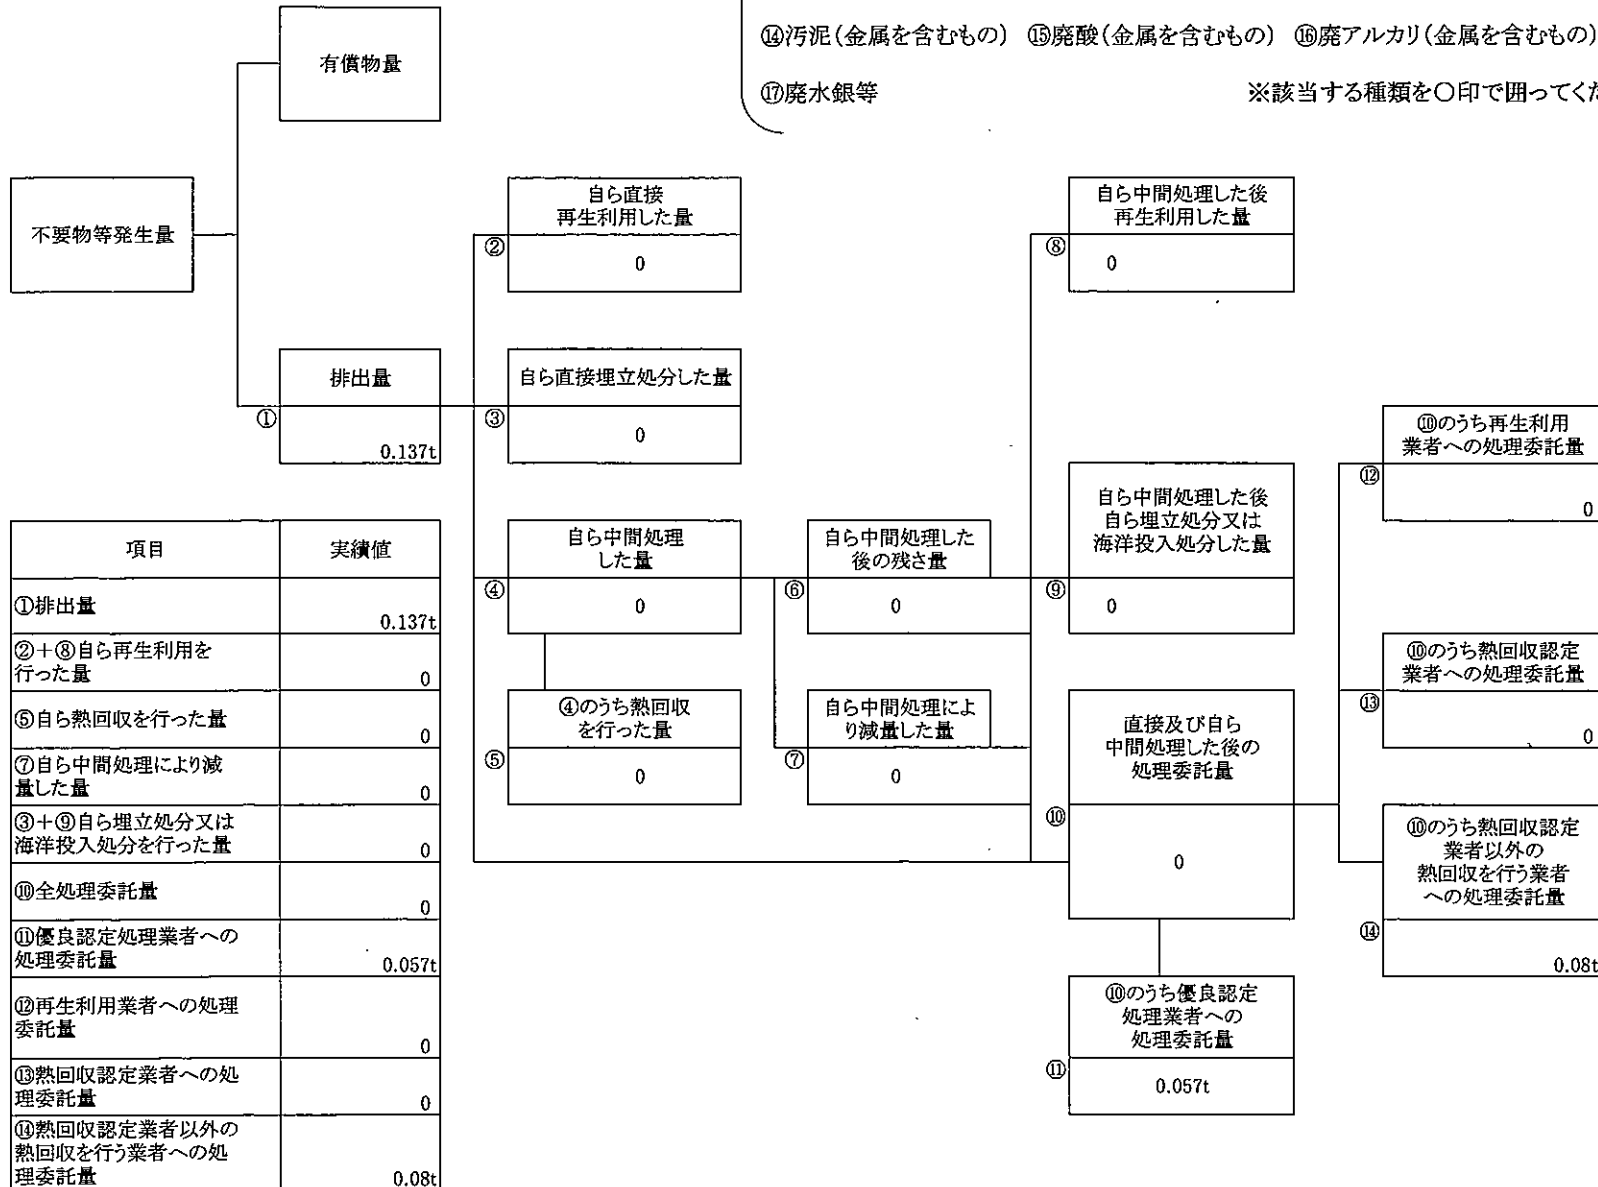 ⑭汚泥(金属を含むもの) ⑮廃酸(金属を含むもの) ⑯廃アルカリ(金属を含むもの)
⑰廃水銀等
※該当する種類を〇印で囲ってくだ
有償物量
不要物等発生量
排出量
①
0.137t
自ら直接
再生利用した量
②
0
自ら直接埋立処分した量
③
0
自ら中間処理
した量
④
0
④のうち熱回収
を行った量
⑤
0
自ら中間処理した
後の残さ量
⑥
0
自ら中間処理によ
り減量した量
⑦
0
自ら中間処理した後
再生利用した量
⑧
0
自ら中間処理した後
自ら埋立処分又は
海洋投入処分した量
⑨
0
直接及び自ら
中間処理した後の
処理委託量
⑩
0
⑩のうち優良認定
処理業者への
処理委託量
⑪
0.057t
⑩のうち再生利用
業者への処理委託量
⑫
0
⑩のうち熱回収認定
業者への処理委託量
⑬
0
⑩のうち熱回収認定
業者以外の
熱回収を行う業者
への処理委託量
⑭
0.08t
項目 実績値
①排出量
0.137t
②+⑧自ら再生利用を
行った量
0
⑤自ら熱回収を行った量
0
⑦自ら中間処理により減
量した量
0
③+⑨自ら埋立処分又は
海洋投入処分を行った量
0
⑩全処理委託量
0
⑪優良認定処理業者への
処理委託量
0.057t
⑫再生利用業者への処理
委託量
0
⑬熱回収認定業者への処
理委託量
0
⑭熱回収認定業者以外の
熱回収を行う業者への処
理委託量
0.08t